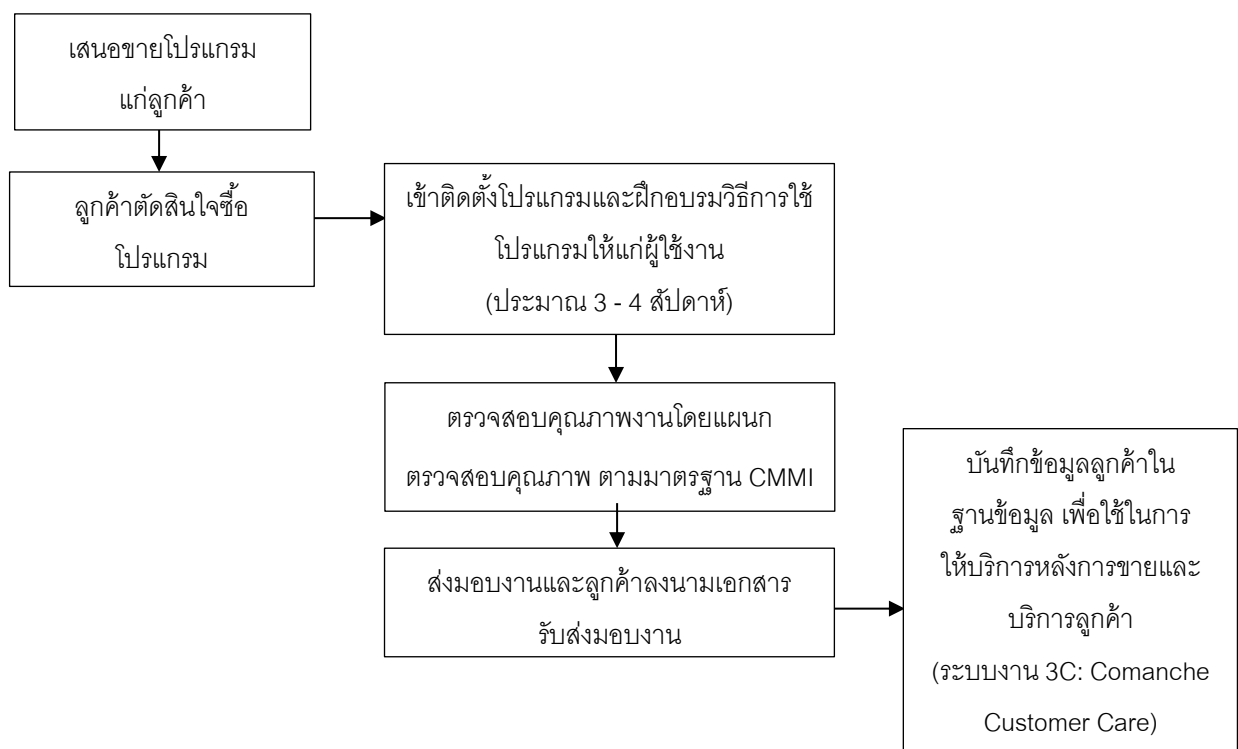 เสนอขายโปรแกรม
แก่ลูกค้า
ลูกค้าตัดสินใจซื้อ
โปรแกรม
เข้าติดตั้งโปรแกรมและฝึกอบรมวิธีการใช้
โปรแกรมให้แก่ผู้ใช้งาน
(ประมาณ 3 - 4 สัปดาห์)
ตรวจสอบคุณภาพงานโดยแผนก
ตรวจสอบคุณภาพ ตามมาตรฐาน CMMI
ส่งมอบงานและลูกค้าลงนามเอกสาร
รับส่งมอบงาน
บันทึกข้อมูลลูกค้าใน
ฐานข้อมูล เพื่อใช้ในการ
ให้บริการหลังการขายและ
บริการลูกค้า
(ระบบงาน 3C: Comanche
Customer Care)